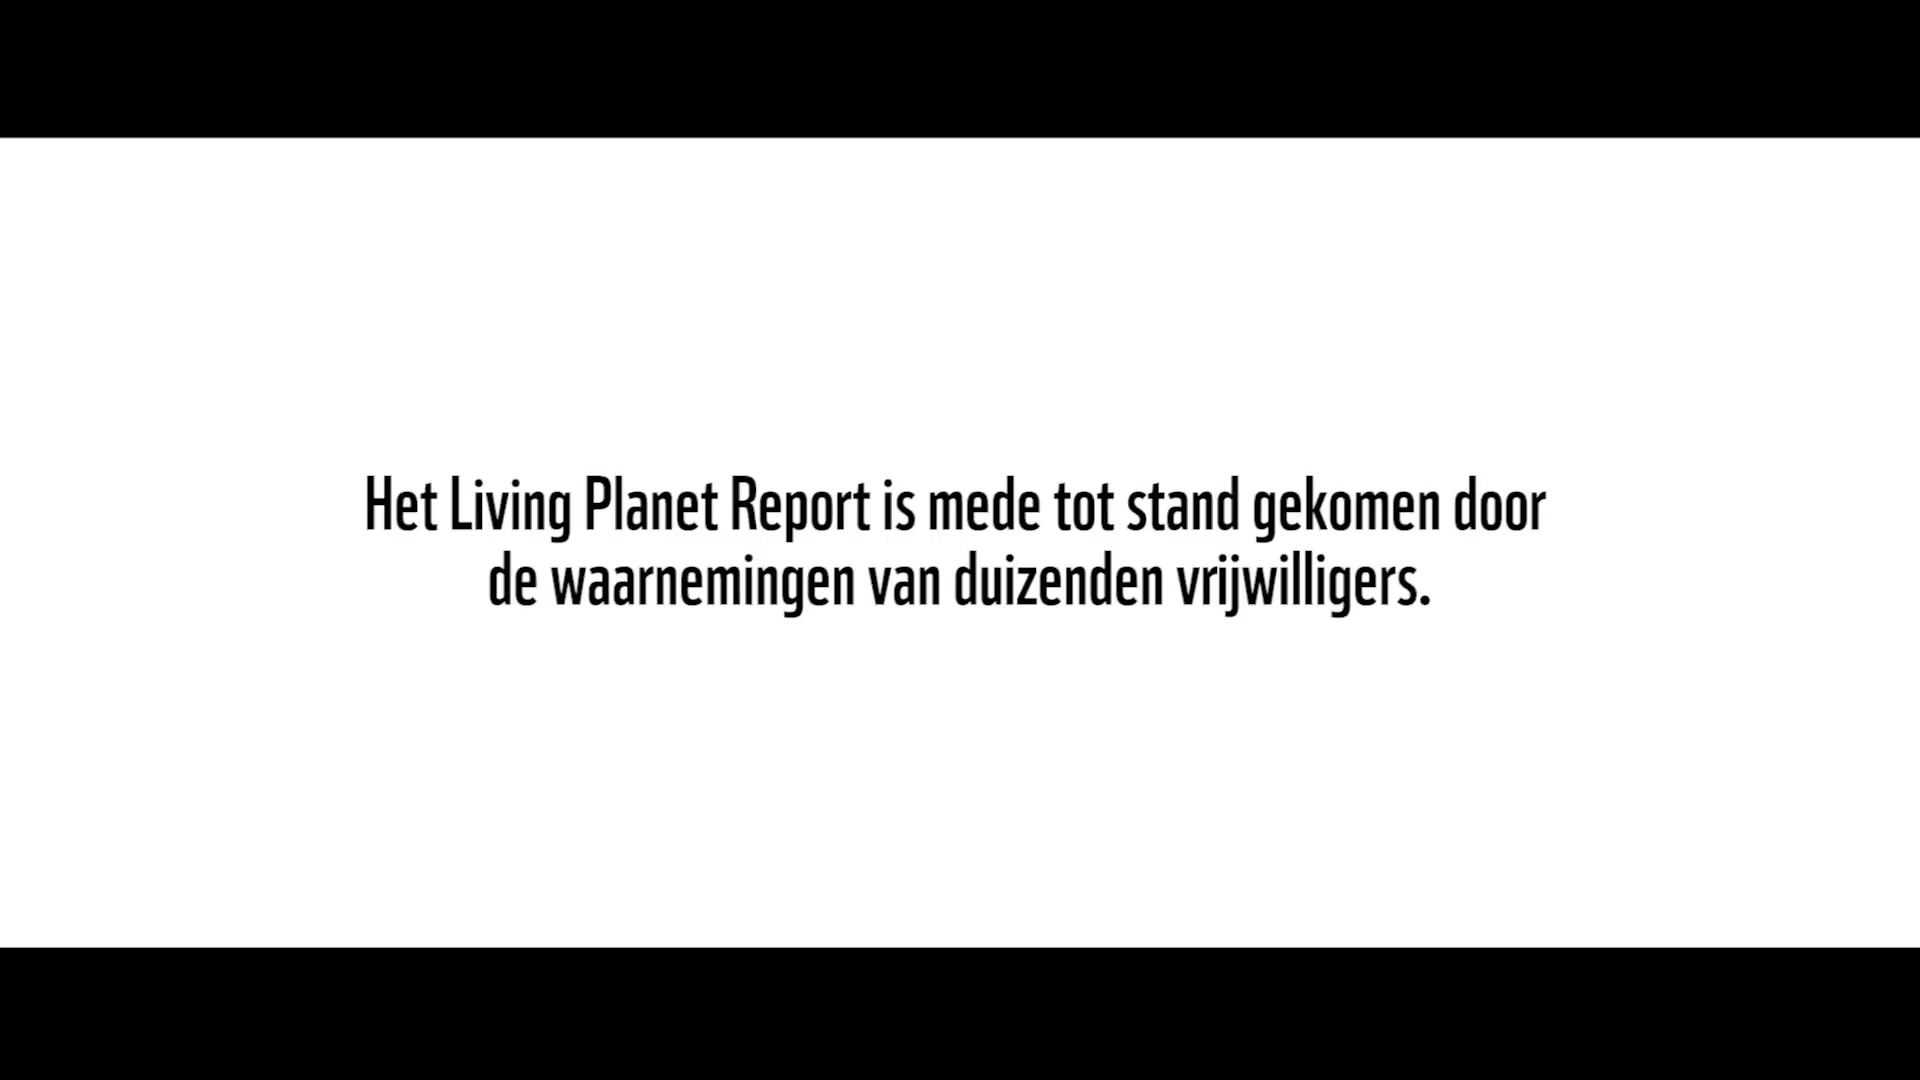 Het Living Planet Report is mede tot stand gekomen door
de waarnemingen van duizenden vrijwilligers.